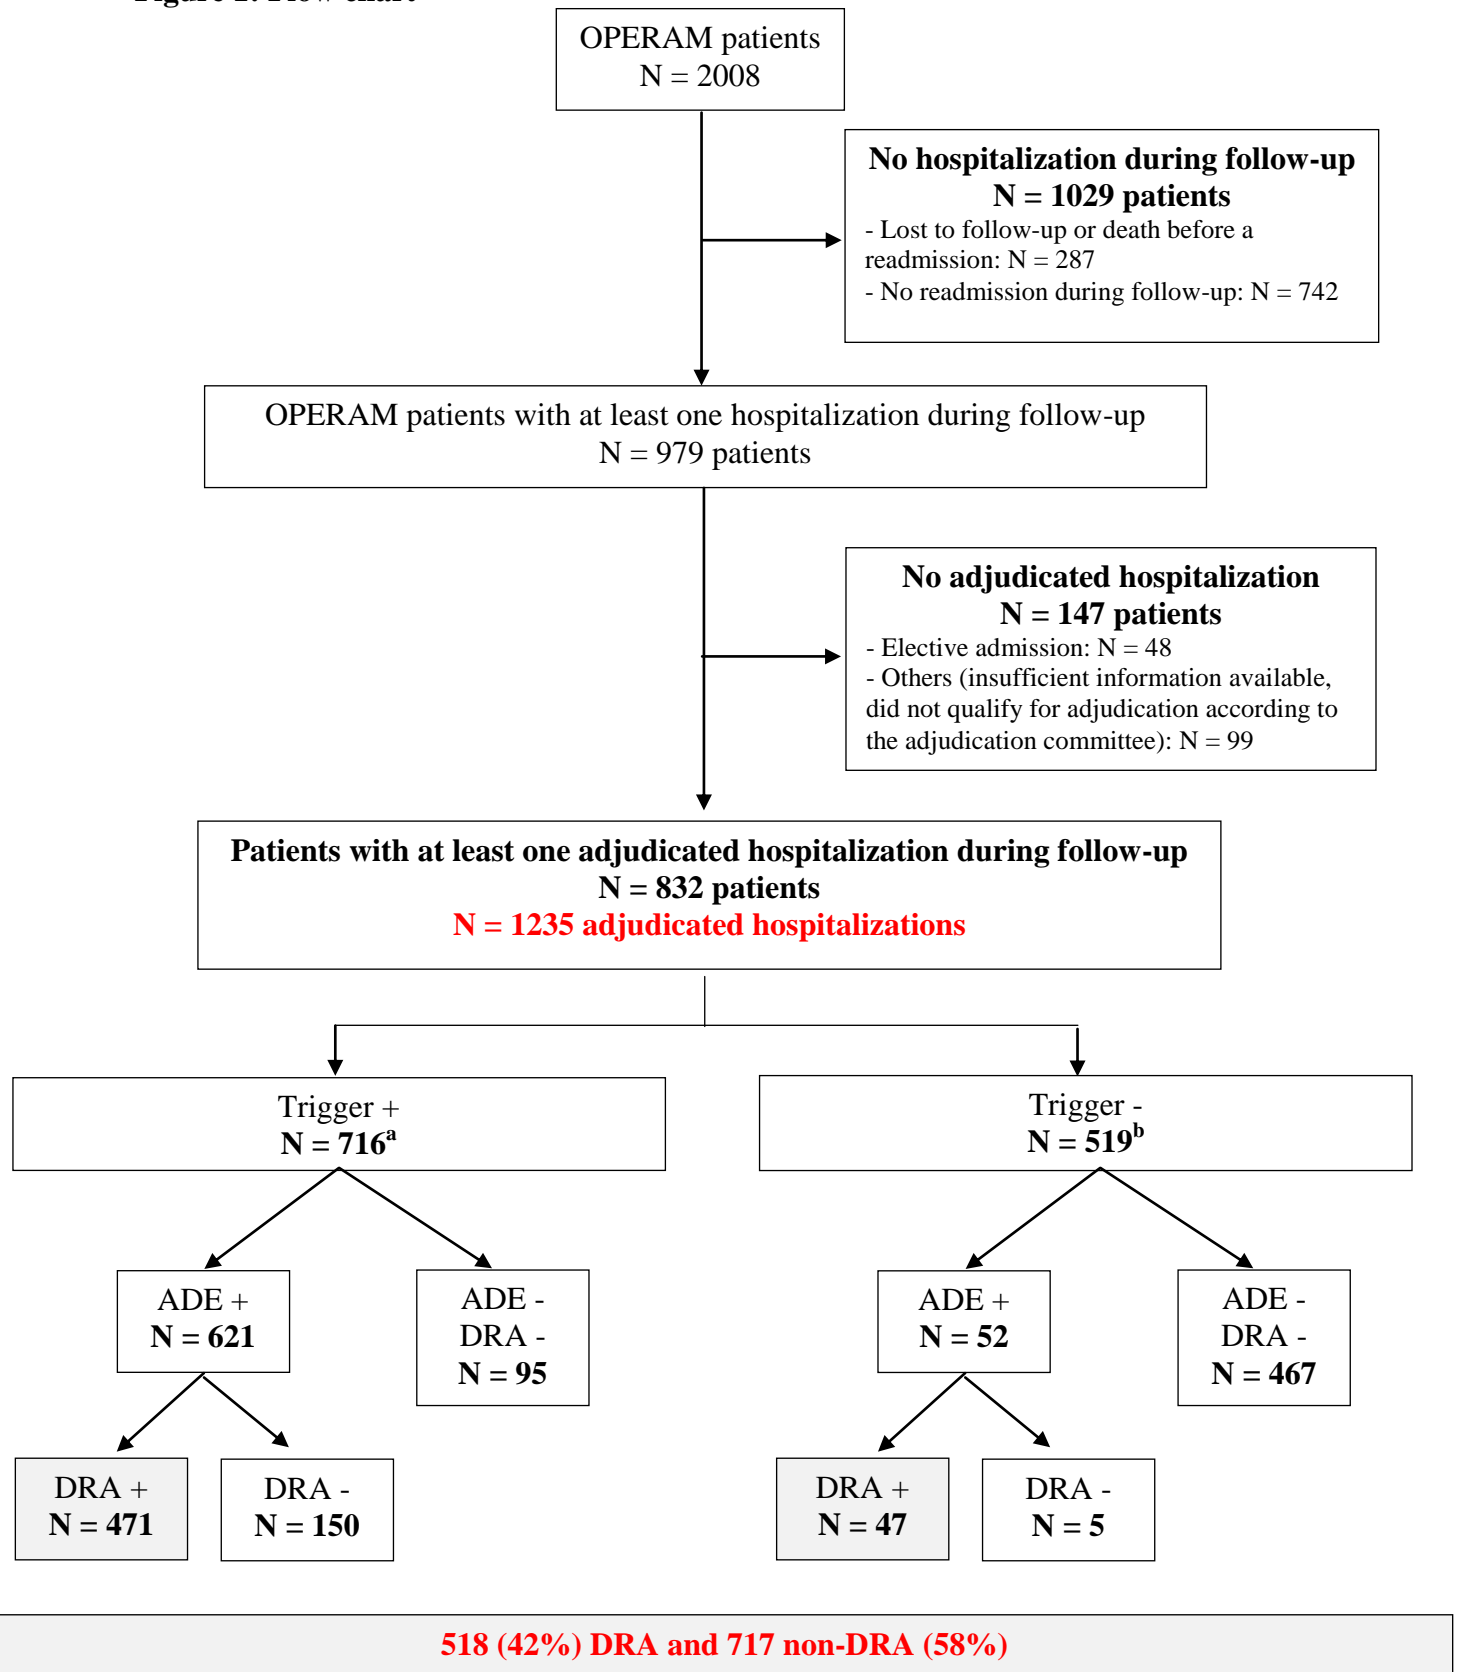 OPERAM patients
N = 2008
No hospitalization during follow-up
N = 1029 patients
- Lost to follow-up or death before a
readmission: N = 287
- No readmission during follow-up: N = 742
OPERAM patients with at least one hospitalization during follow-up
N = 979 patients
No adjudicated hospitalization
N = 147 patients
- Elective admission: N = 48
- Others (insufficient information available,
did not qualify for adjudication according to
the adjudication committee): N = 99
Patients with at least one adjudicated hospitalization during follow-up
N = 832 patients
N = 1235 adjudicated hospitalizations
Trigger +
N = 716ᵃ
Trigger -
N = 519ᵇ
ADE +
N = 621
ADE -
DRA -
N = 95
ADE +
N = 52
ADE -
DRA -
N = 467
DRA +
N = 471
DRA -
N = 150
DRA +
N = 47
DRA -
N = 5
518 (42%) DRA and 717 non-DRA (58%)